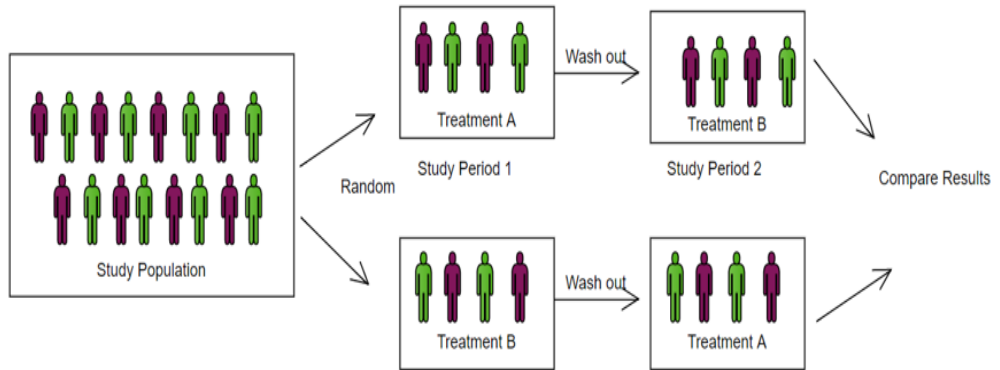 Study Population
Random
Treatment A
Study Period 1
Wash out
Treatment B
Study Period 2
Treatment B
Wash out
Treatment A
Compare Results